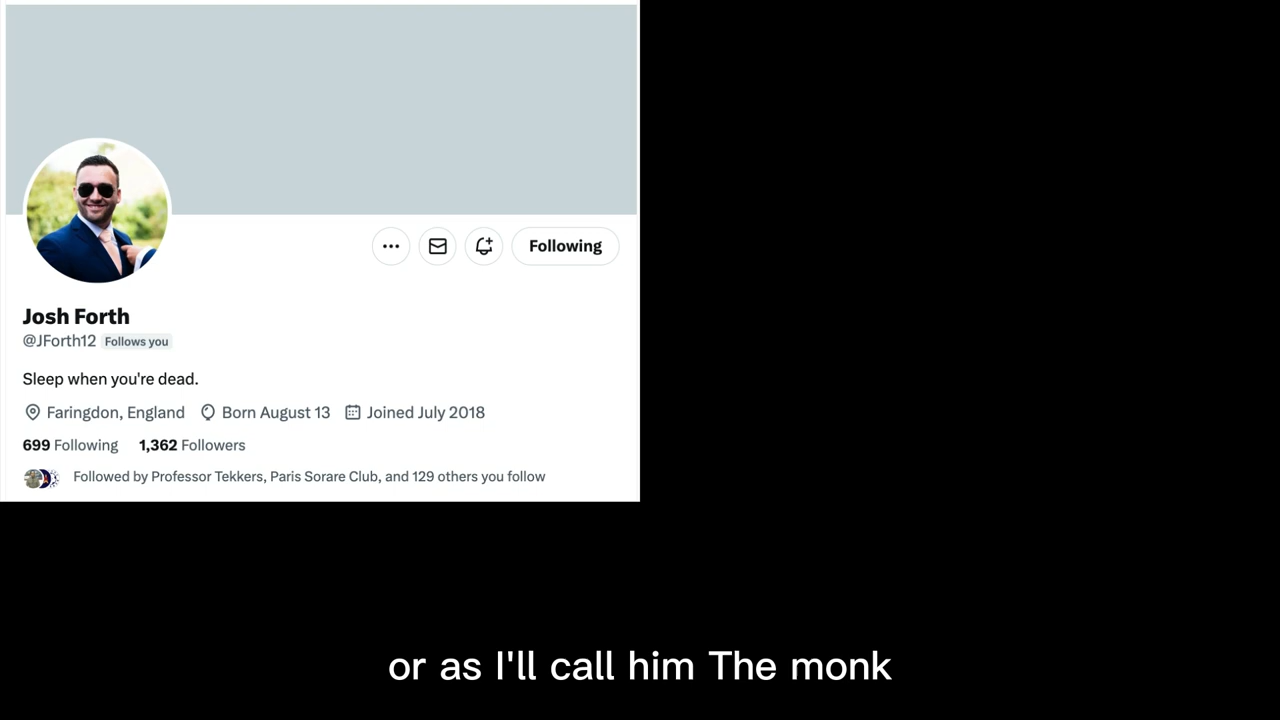 Following
Josh Forth
@JForth12 Follows you
Sleep when you're dead.
Faringdon, England Born August 13 Joined July 2018
699 Following 1,362 Followers
Followed by Professor Tekkers, Paris Sorare Club, and 129 others you follow
or as I'll call him The monk